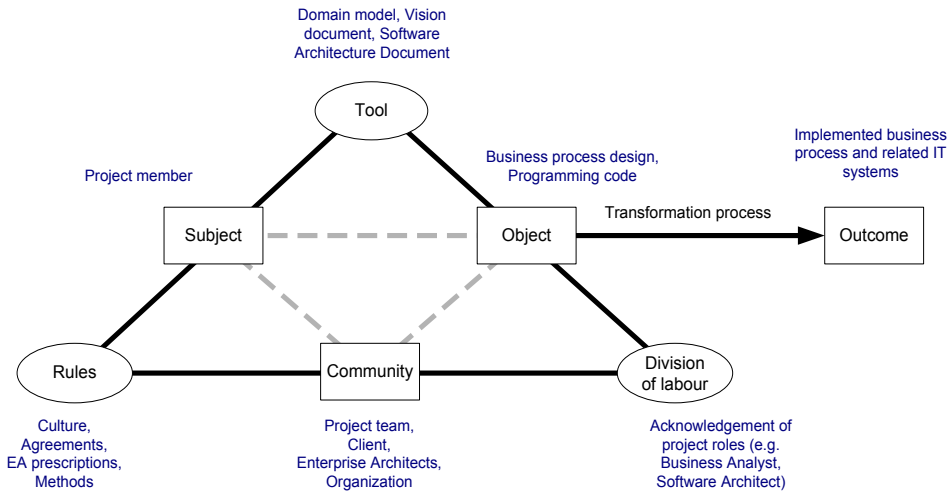 Domain model, Vision
document, Software
Architecture Document
Tool
Project member
Business process design,
Programming code
Implemented business
process and related IT
systems
Subject
Object
Transformation process
Outcome
Rules
Community
Division
of labour
Culture,
Agreements,
EA prescriptions,
Methods
Project team,
Client,
Enterprise Architects,
Organization
Acknowledgement of
project roles (e.g.
Business Analyst,
Software Architect)